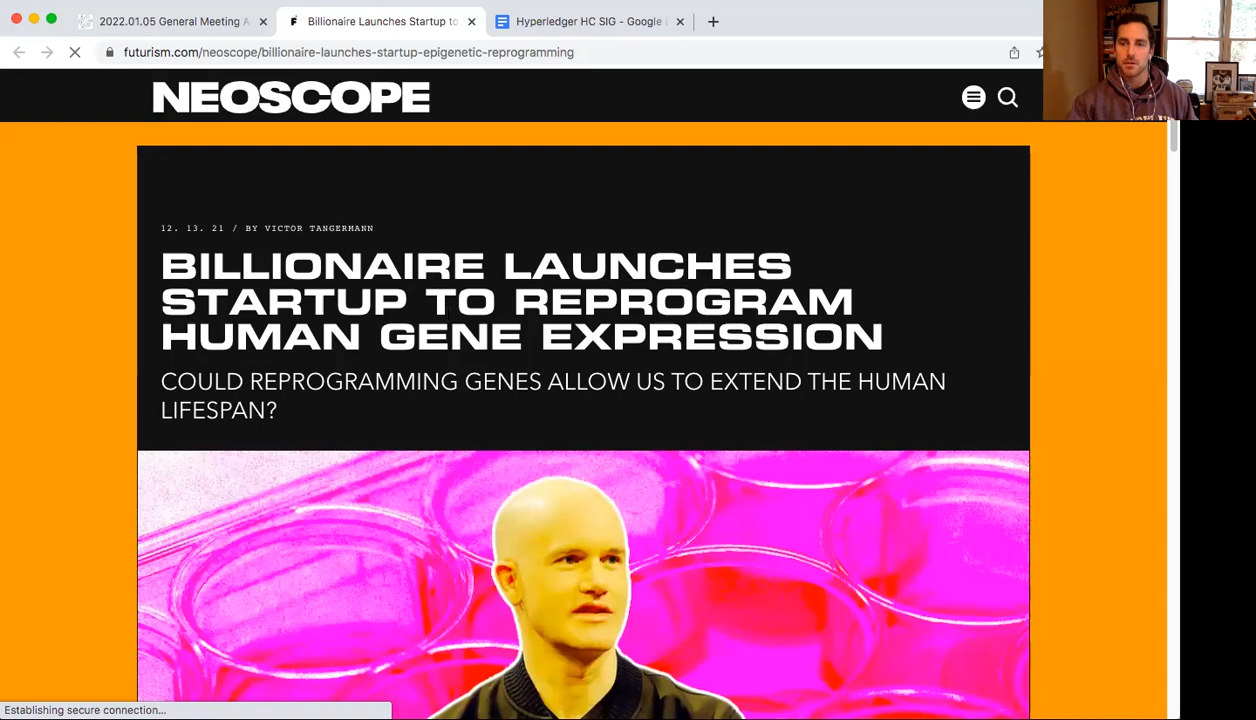 2022.01.05 General Meeting A
Billionaire Launches Startup to
Hyperledger HC SIG - Google
futurism.com/neoscope/billionaire-launches-startup-epigenetic-reprogramming
NEOSCOPE
12. 13. 21 / BY VICTOR TANGERMANN
BILLIONAIRE LAUNCHES
STARTUP TO REPROGRAM
HUMAN GENE EXPRESSION
COULD REPROGRAMMING GENES ALLOW US TO EXTEND THE HUMAN
LIFESPAN?
Establishing secure connection...